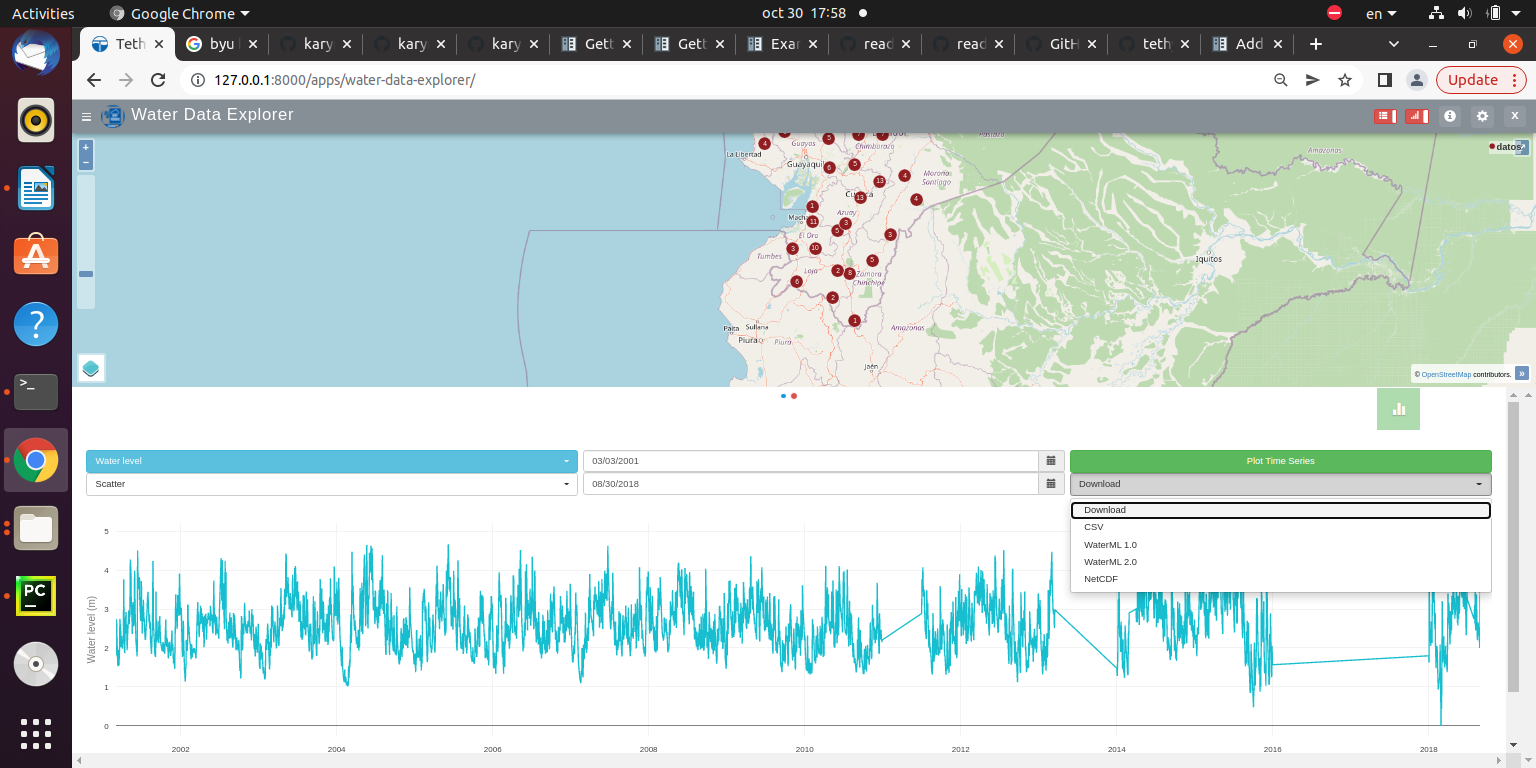 Activities Google Chrome oct 30 17:58 en
Teth byu kary kary kary Gett Gett Exar read read GitH teth Add
127.0.0.1:8000/apps/water-data-explorer/ Update
Water Data Explorer X
+
−
datos
Pastaza
Amazonas
4 5
Guayas
Chimborazo
La Libertad
Guayaquil 6 5
13 4
Morona
Santiago
13 4
1
Azuay
11 3
5 3
El Oro
3 10
Tumbes
5
Loja 2 8 Zamora
Chinchipe
6
2
1
Iquitos
Paita Sullana
Piura Piura
Amazonas
Jaén
© OpenStreetMap contributors. »
Water level 03/03/2001 Plot Time Series
Scatter 08/30/2018 Download
Download
CSV
WaterML 1.0
WaterML 2.0
NetCDF
Water level (m)
5
4
3
2
1
0
2002 2004 2006 2008 2010 2012 2014 2016 2018